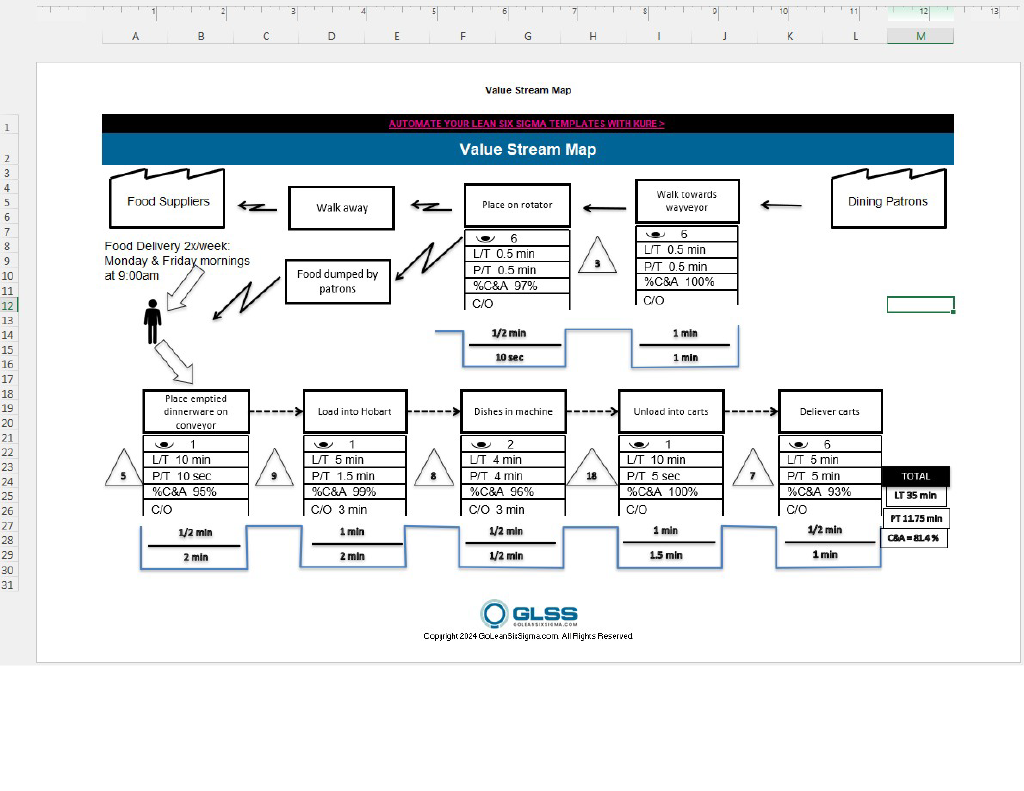 1 2 3 4 5 6 7 8 9 10 11 12 13
A B C D E F G H I J K L M
Value Stream Map
1 AUTOMATE YOUR LEAN SIX SIGMA TEMPLATES WITH KURE >
2 Value Stream Map
3
4
5
6
7
8
9
10
11
12
13
14
15
16
17
18
19
20
21
22
23
24
25
26
27
28
29
30
31
Food Suppliers
Walk away
Place on rotator
Walk towards
wayveyor
Dining Patrons
Food Delivery 2x/week:
Monday & Friday mornings
at 9:00am
Food dumped by
patrons
6
L/T 0.5 min
P/T 0.5 min
%C&A 97%
C/O
3
6
L/T 0.5 min
P/T 0.5 min
%C&A 100%
C/O
1/2 min
10 sec
1 min
1 min
Place emptied
dinnerware on
conveyor
Load into Hobart
Dishes in machine
Unload into carts
Deliever carts
5
1
L/T 10 min
P/T 10 sec
%C&A 95%
C/O
9
1
L/T 5 min
P/T 1.5 min
%C&A 99%
C/O 3 min
8
2
L/T 4 min
P/T 4 min
%C&A 96%
C/O 3 min
18
1
L/T 10 min
P/T 5 sec
%C&A 100%
C/O
7
6
L/T 5 min
P/T 5 min
%C&A 93%
C/O
TOTAL
LT 35 min
PT 11.75 min
C&A = 81.4 %
1/2 min
2 min
1 min
2 min
1/2 min
1/2 min
1 min
1.5 min
1/2 min
1 min
GLSS
GOLEANSIXSIGMA.COM
Copyright 2024 GoLeanSixSigma.com. All Rights Reserved.